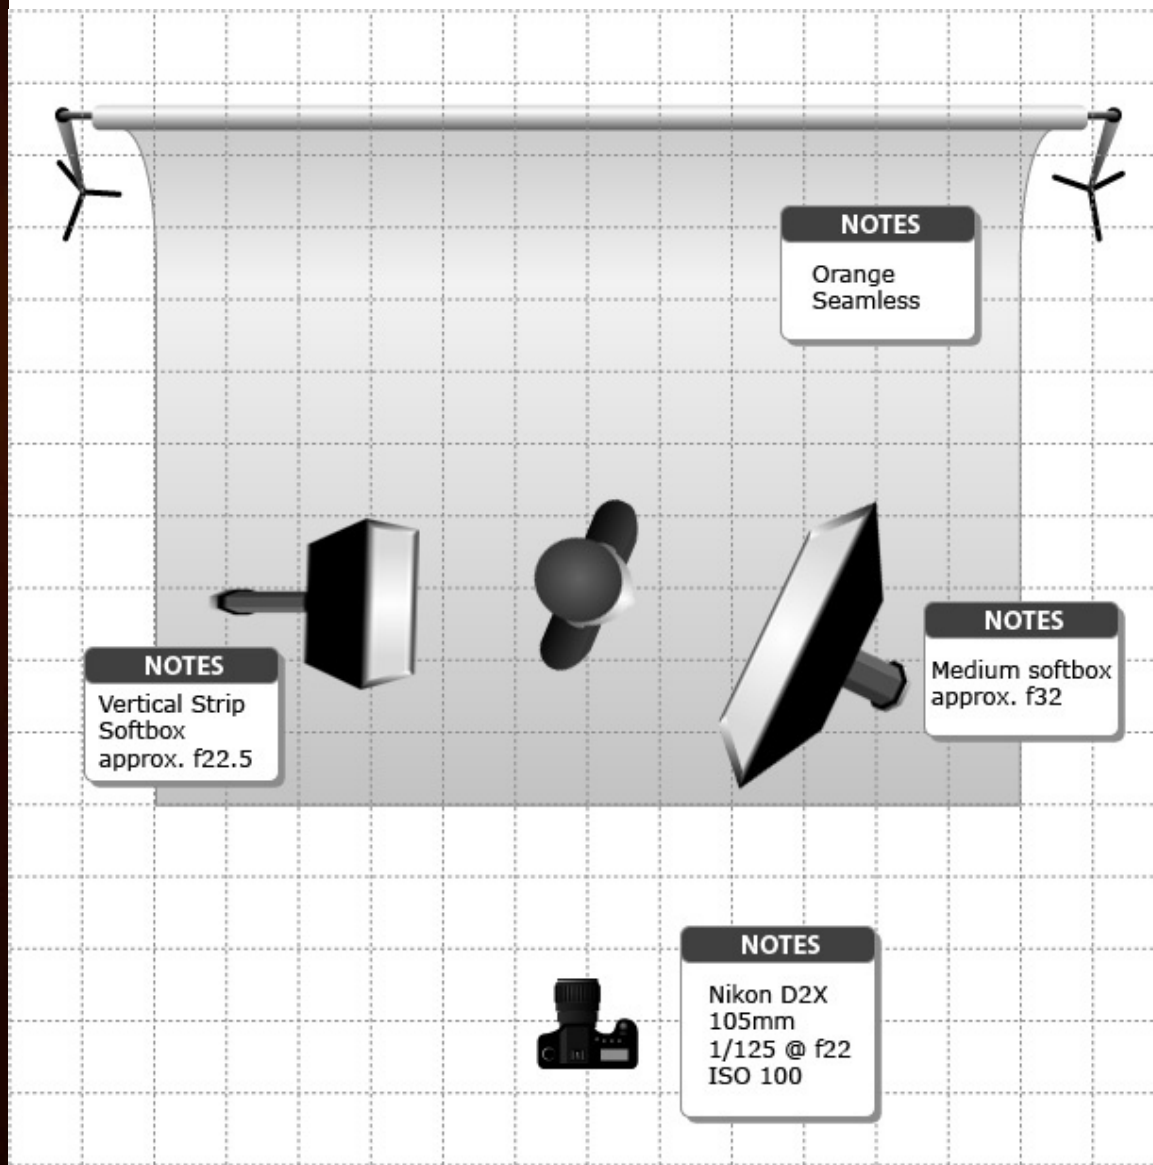 NOTES
Orange
Seamless
NOTES
Medium softbox
approx. f32
NOTES
Vertical Strip
Softbox
approx. f22.5
NOTES
Nikon D2X
105mm
1/125 @ f22
ISO 100